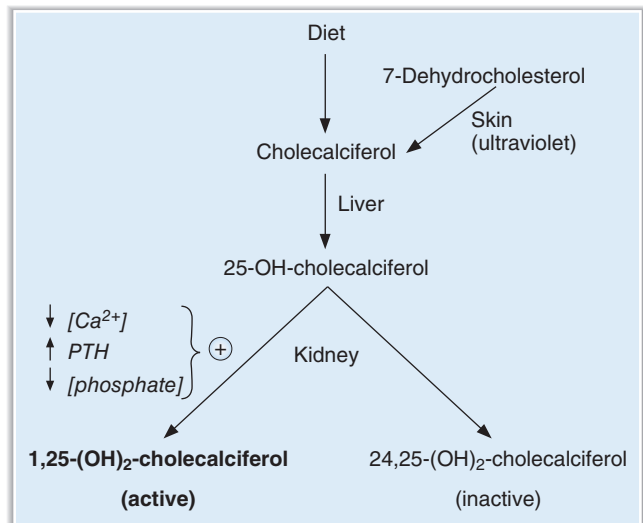 Diet
7-Dehydrocholesterol
Skin
(ultraviolet)
Cholecalciferol
Liver
25-OH-cholecalciferol
↓ [Ca²⁺]
↑ PTH
↓ [phosphate]
+
Kidney
1,25-(OH)₂-cholecalciferol
(active)
24,25-(OH)₂-cholecalciferol
(inactive)